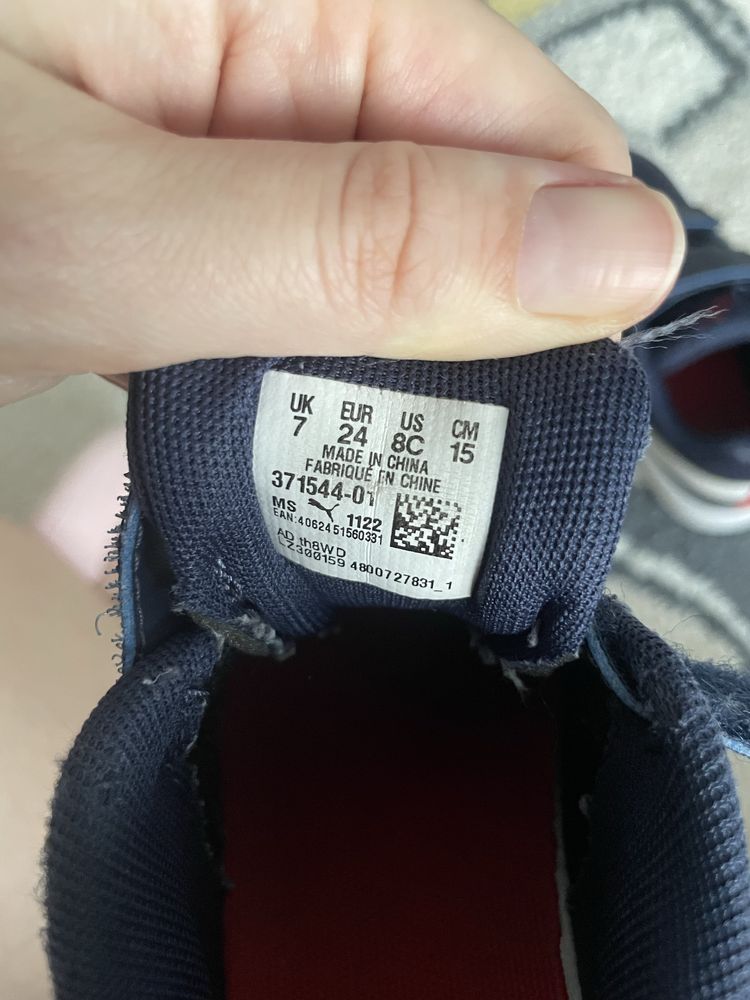 UK EUR US CM
7 24 8C 15
MADE IN CHINA
FABRIQUÉ EN CHINE
371544-01
MS 1122
EAN:4062451560331
AD th8WD
LZ300159 4800727831_1